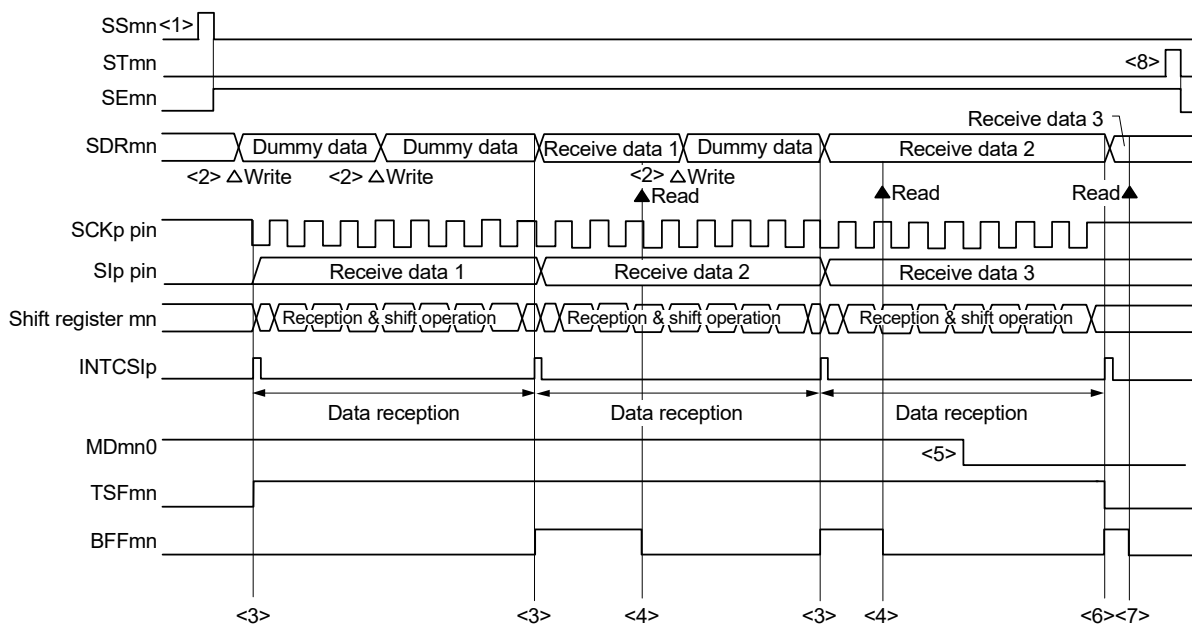 SSmn <1>
STmn <8>
SEmn
Receive data 3
SDRmn Dummy data Dummy data Receive data 1 Dummy data Receive data 2
<2> △Write <2> △Write <2> △Write
▲Read ▲Read Read▲
SCKp pin
SIp pin Receive data 1 Receive data 2 Receive data 3
Shift register mn Reception & shift operation Reception & shift operation Reception & shift operation
INTCSIp
Data reception Data reception Data reception
MDmn0 <5>
TSFmn
BFFmn
<3> <3> <4> <3> <4> <6> <7>